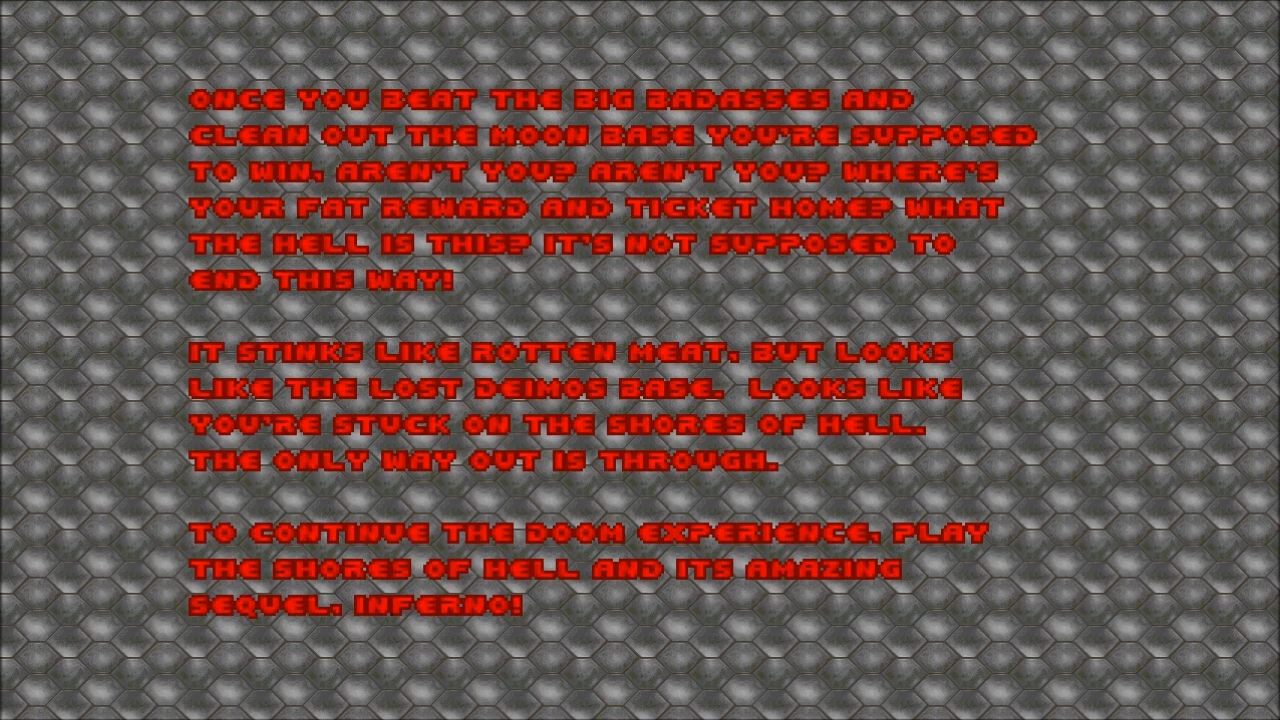 ONCE YOU BEAT THE BIG BADASSES AND
CLEAN OUT THE MOON BASE YOU'RE SUPPOSED
TO WIN, AREN'T YOU? AREN'T YOU? WHERE'S
YOUR FAT REWARD AND TICKET HOME? WHAT
THE HELL IS THIS? IT'S NOT SUPPOSED TO
END THIS WAY!
IT STINKS LIKE ROTTEN MEAT, BUT LOOKS
LIKE THE LOST DEIMOS BASE.  LOOKS LIKE
YOU'RE STUCK ON THE SHORES OF HELL.
THE ONLY WAY OUT IS THROUGH.
TO CONTINUE THE DOOM EXPERIENCE, PLAY
THE SHORES OF HELL AND ITS AMAZING
SEQUEL, INFERNO!